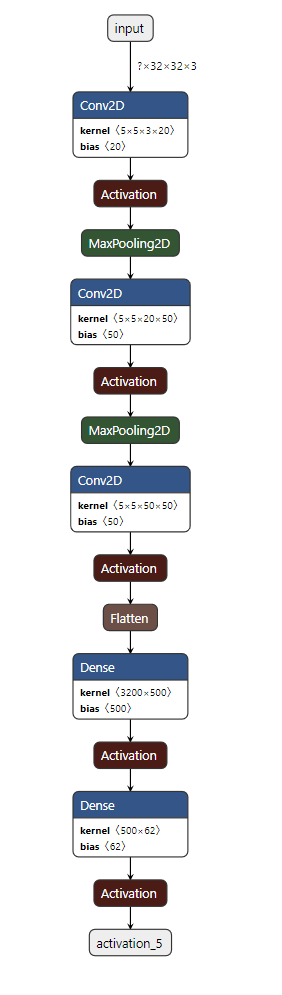 input
?×32×32×3
Conv2D
kernel 〈5×5×3×20〉
bias 〈20〉
Activation
MaxPooling2D
Conv2D
kernel 〈5×5×20×50〉
bias 〈50〉
Activation
MaxPooling2D
Conv2D
kernel 〈5×5×50×50〉
bias 〈50〉
Activation
Flatten
Dense
kernel 〈3200×500〉
bias 〈500〉
Activation
Dense
kernel 〈500×62〉
bias 〈62〉
Activation
activation_5